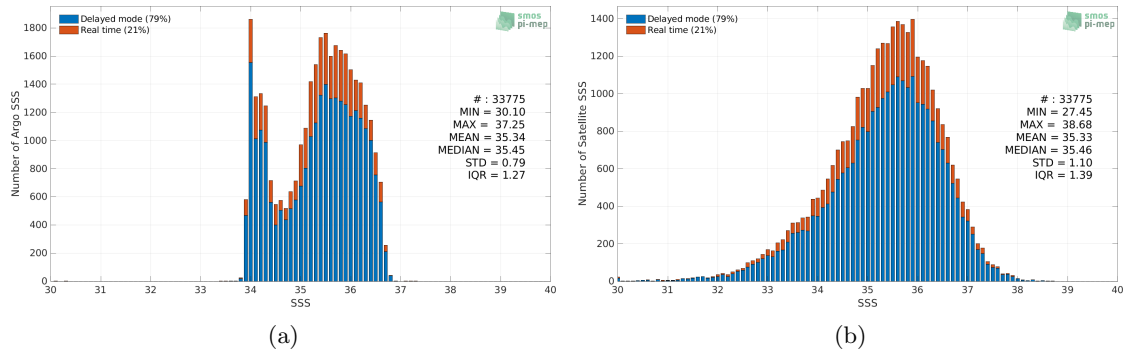 Delayed mode (79%)
Real time (21%)
smos
pi-mep
1800
1600
1400
1200
1000
800
600
400
200
0
Number of Argo SSS
# : 33775
MIN = 30.10
MAX = 37.25
MEAN = 35.34
MEDIAN = 35.45
STD = 0.79
IQR = 1.27
30 31 32 33 34 35 36 37 38 39 40
SSS
(a)
Delayed mode (79%)
Real time (21%)
smos
pi-mep
1400
1200
1000
800
600
400
200
0
Number of Satellite SSS
# : 33775
MIN = 27.45
MAX = 38.68
MEAN = 35.33
MEDIAN = 35.46
STD = 1.10
IQR = 1.39
30 31 32 33 34 35 36 37 38 39 40
SSS
(b)